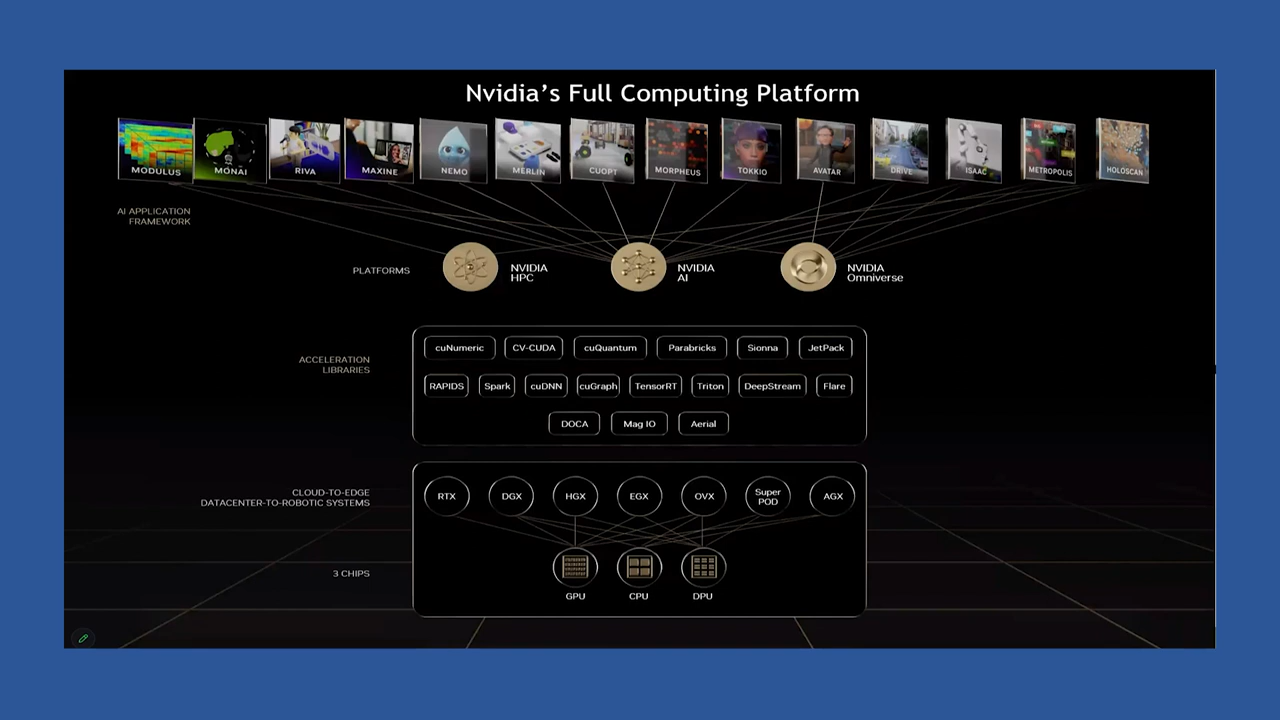 Nvidia's Full Computing Platform
MODULUS MONAI RIVA MAXINE NEMO MERLIN CUOPT MORPHEUS TOKKIO AVATAR DRIVE ISAAC METROPOLIS HOLOSCAN
AI APPLICATION
FRAMEWORK
PLATFORMS
NVIDIA
HPC
NVIDIA
AI
NVIDIA
Omniverse
ACCELERATION
LIBRARIES
cuNumeric CV-CUDA cuQuantum Parabricks Sionna JetPack
RAPIDS Spark cuDNN cuGraph TensorRT Triton DeepStream Flare
DOCA Mag IO Aerial
CLOUD-TO-EDGE
DATACENTER-TO-ROBOTIC SYSTEMS
RTX DGX HGX EGX OVX Super POD AGX
3 CHIPS
GPU CPU DPU